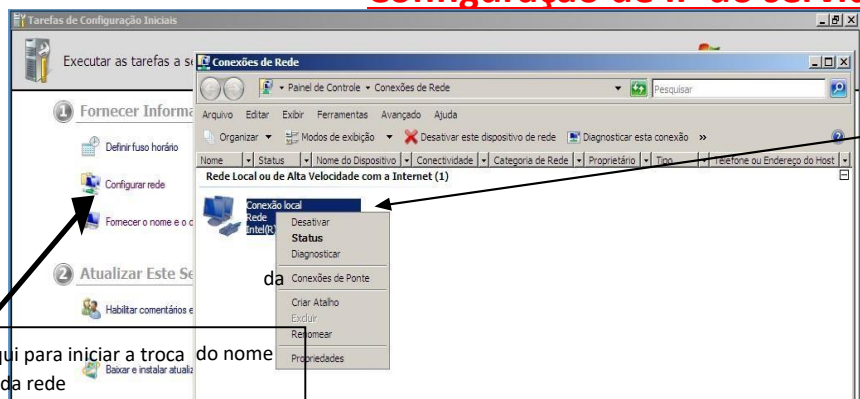 Configuração de IP do servi
Tarefas de Configuração Iniciais
Executar as tarefas a s
Conexões de Rede
Painel de Controle Conexões de Rede
Pesquisar
Arquivo Editar Exibir Ferramentas Avançado Ajuda
Organizar Modos de exibição Desativar este dispositivo de rede Diagnosticar esta conexão »
Nome Status Nome do Dispositivo Conectividade Categoria de Rede Proprietário Tipo Telefone ou Endereço do Host
Rede Local ou de Alta Velocidade com a Internet (1)
Conexão local
Rede
Intel(R)
Desativar
Status
Diagnosticar
Conexões de Ponte
Criar Atalho
Excluir
Renomear
Propriedades
1 Fornecer Informa
Definir fuso horário
Configurar rede
Fornecer o nome e o d
2 Atualizar Este Se
Habilitar comentários e
Baixar e instalar atualiz
da
qui para iniciar a troca do nome
da rede